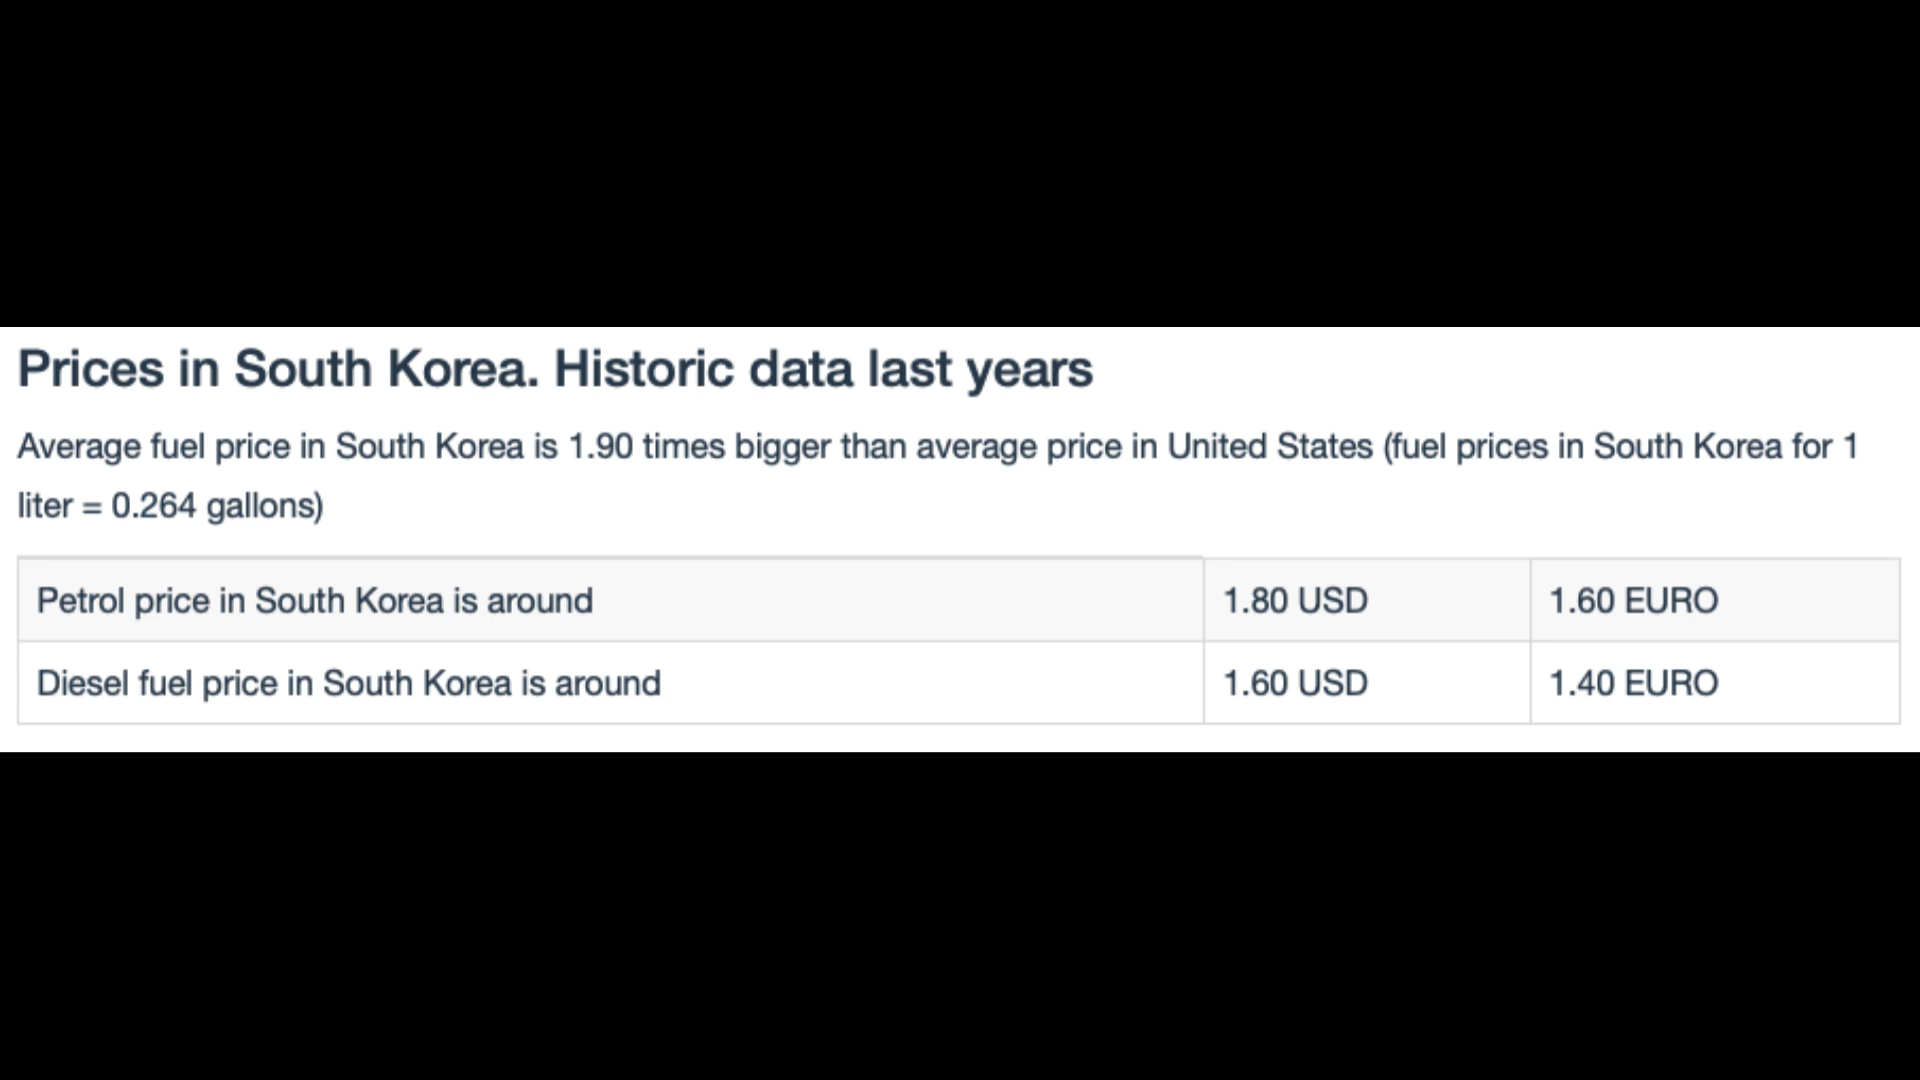 Prices in South Korea. Historic data last years
Average fuel price in South Korea is 1.90 times bigger than average price in United States (fuel prices in South Korea for 1
liter = 0.264 gallons)
Petrol price in South Korea is around 1.80 USD 1.60 EURO
Diesel fuel price in South Korea is around 1.60 USD 1.40 EURO